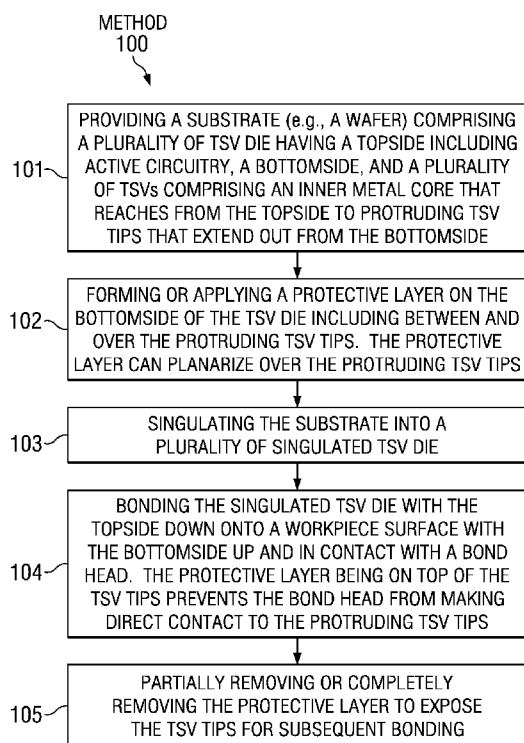 METHOD
100
101
PROVIDING A SUBSTRATE (e.g., A WAFER) COMPRISING
A PLURALITY OF TSV DIE HAVING A TOPSIDE INCLUDING
ACTIVE CIRCUITRY, A BOTTOMSIDE, AND A PLURALITY
OF TSVs COMPRISING AN INNER METAL CORE THAT
REACHES FROM THE TOPSIDE TO PROTRUDING TSV
TIPS THAT EXTEND OUT FROM THE BOTTOMSIDE
102
FORMING OR APPLYING A PROTECTIVE LAYER ON THE
BOTTOMSIDE OF THE TSV DIE INCLUDING BETWEEN AND
OVER THE PROTRUDING TSV TIPS. THE PROTECTIVE
LAYER CAN PLANARIZE OVER THE PROTRUDING TSV TIPS
103
SINGULATING THE SUBSTRATE INTO A
PLURALITY OF SINGULATED TSV DIE
104
BONDING THE SINGULATED TSV DIE WITH THE
TOPSIDE DOWN ONTO A WORKPIECE SURFACE WITH
THE BOTTOMSIDE UP AND IN CONTACT WITH A BOND
HEAD. THE PROTECTIVE LAYER BEING ON TOP OF THE
TSV TIPS PREVENTS THE BOND HEAD FROM MAKING
DIRECT CONTACT TO THE PROTRUDING TSV TIPS
105
PARTIALLY REMOVING OR COMPLETELY
REMOVING THE PROTECTIVE LAYER TO EXPOSE
THE TSV TIPS FOR SUBSEQUENT BONDING